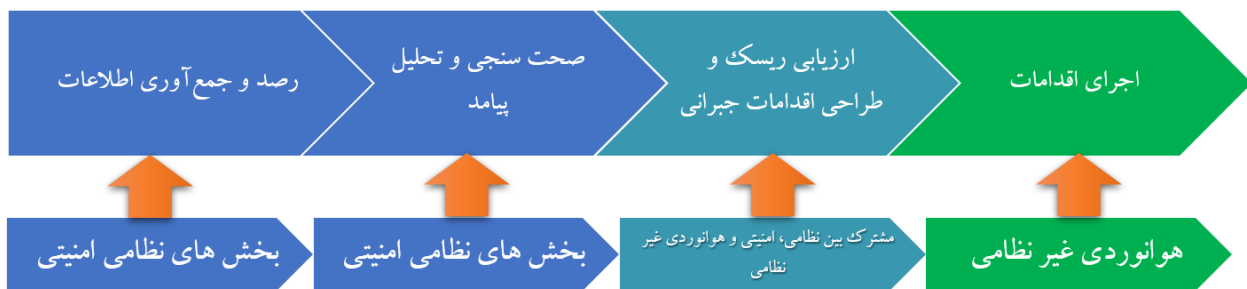 رصد و جمع‌آوری اطلاعات
صحت سنجی و تحلیل
پیامد
ارزیابی ریسک و
طراحی اقدامات جبرانی
اجرای اقدامات
بخش های نظامی امنیتی
بخش های نظامی امنیتی
مشترک بین نظامی، امنیتی و هوانوردی غیر
نظامی
هوانوردی غیر نظامی